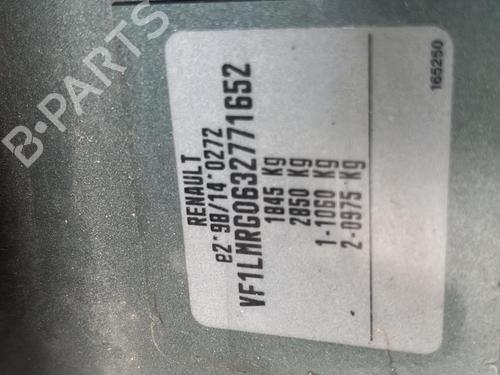 B-PARTS
RENAULT
e2*98/14*0272
VF1LMRG0632771652
1845 Kg
2850 Kg
1-1060 Kg
2-0975 Kg
165250